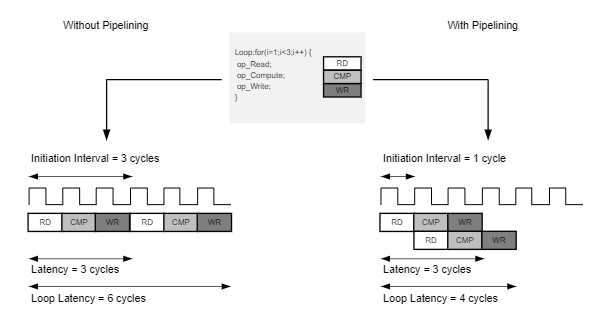 Without Pipelining
With Pipelining
Loop:for(i=1;i<3;i++) {
op_Read;
RD
op_Compute;
CMP
op_Write;
WR
}
Initiation Interval = 3 cycles
RD CMP WR RD CMP WR
Latency = 3 cycles
Loop Latency = 6 cycles
Initiation Interval = 1 cycle
RD CMP WR
RD CMP WR
Latency = 3 cycles
Loop Latency = 4 cycles